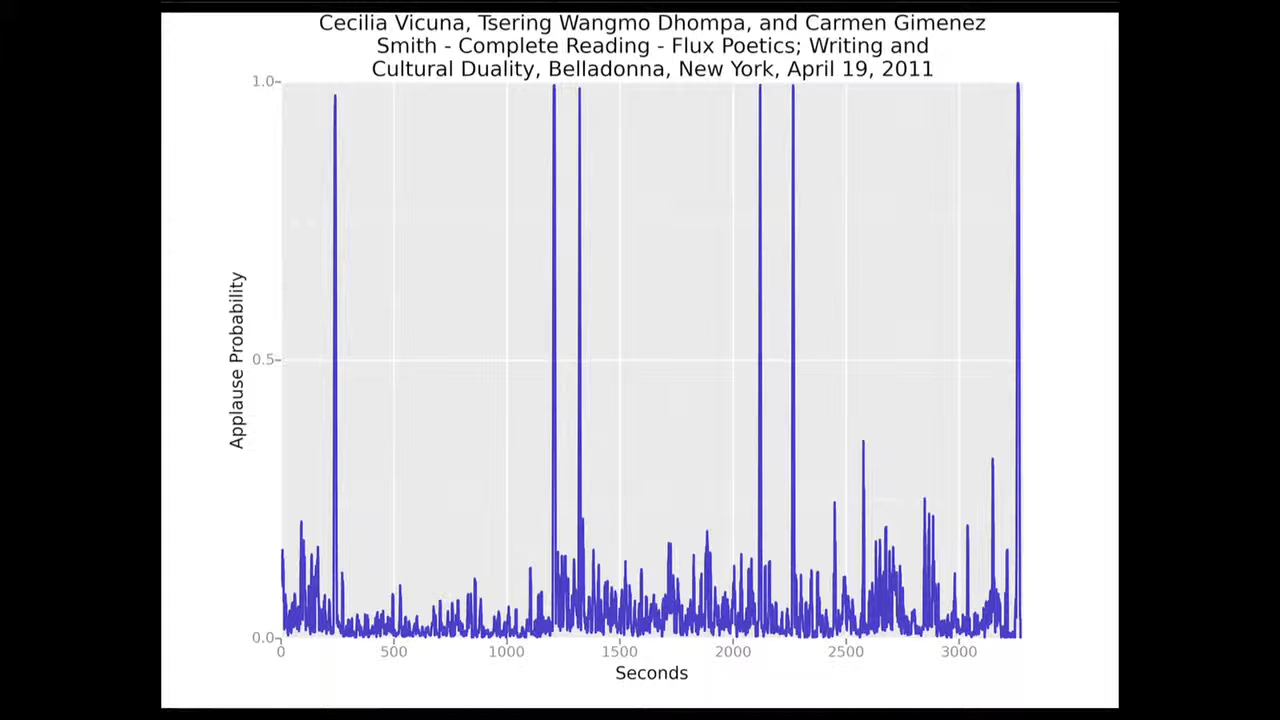 Cecilia Vicuna, Tsering Wangmo Dhompa, and Carmen Gimenez
Smith - Complete Reading - Flux Poetics; Writing and
Cultural Duality, Belladonna, New York, April 19, 2011
1.0
0.5
0.0
Applause Probability
0 500 1000 1500 2000 2500 3000
Seconds